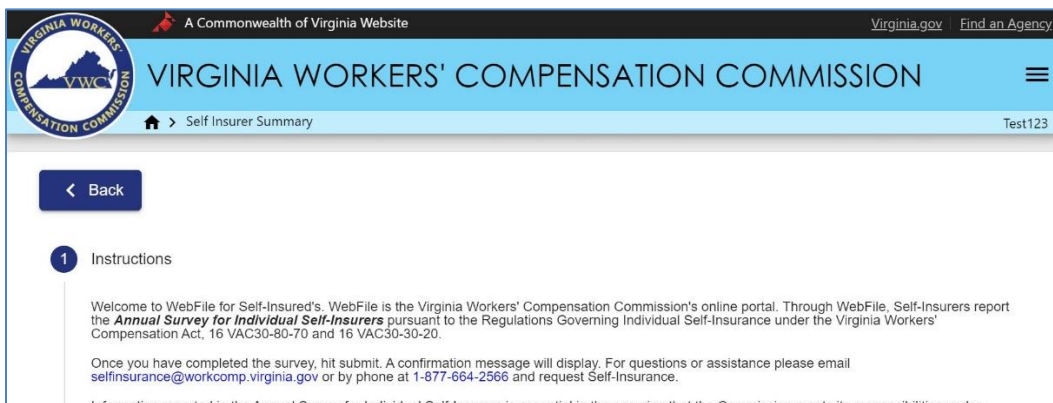 A Commonwealth of Virginia Website
Virginia.gov Find an Agency
VIRGINIA WORKERS' COMPENSATION COMMISSION
VWC
VIRGINIA WORKERS' COMPENSATION COMMISSION
Self Insurer Summary
Test123
Back
1 Instructions
Welcome to WebFile for Self-Insured's. WebFile is the Virginia Workers' Compensation Commission's online portal. Through WebFile, Self-Insurers report
the Annual Survey for Individual Self-Insurers pursuant to the Regulations Governing Individual Self-Insurance under the Virginia Workers'
Compensation Act, 16 VAC30-80-70 and 16 VAC30-30-20.
Once you have completed the survey, hit submit. A confirmation message will display. For questions or assistance please email
selfinsurance@workcomp.virginia.gov or by phone at 1-877-664-2566 and request Self-Insurance.